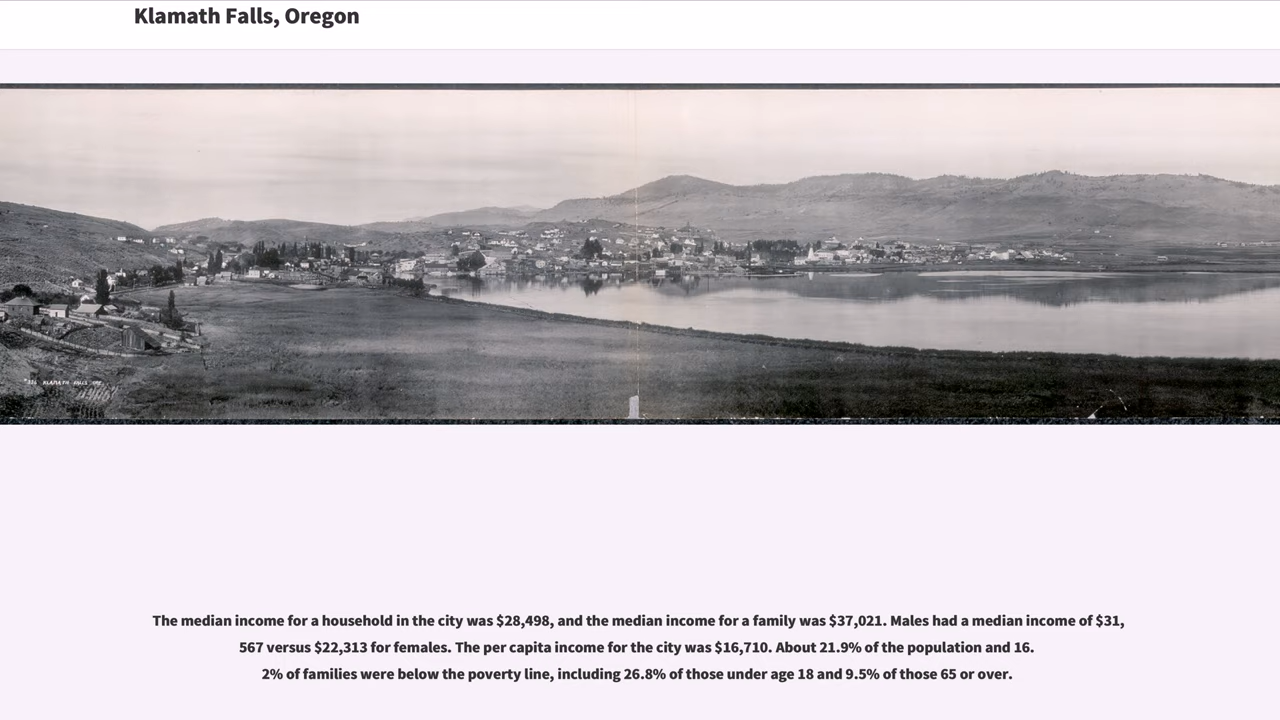 Klamath Falls, Oregon
KLAMATH FALLS ORE
The median income for a household in the city was $28,498, and the median income for a family was $37,021. Males had a median income of $31,
567 versus $22,313 for females. The per capita income for the city was $16,710. About 21.9% of the population and 16.
2% of families were below the poverty line, including 26.8% of those under age 18 and 9.5% of those 65 or over.